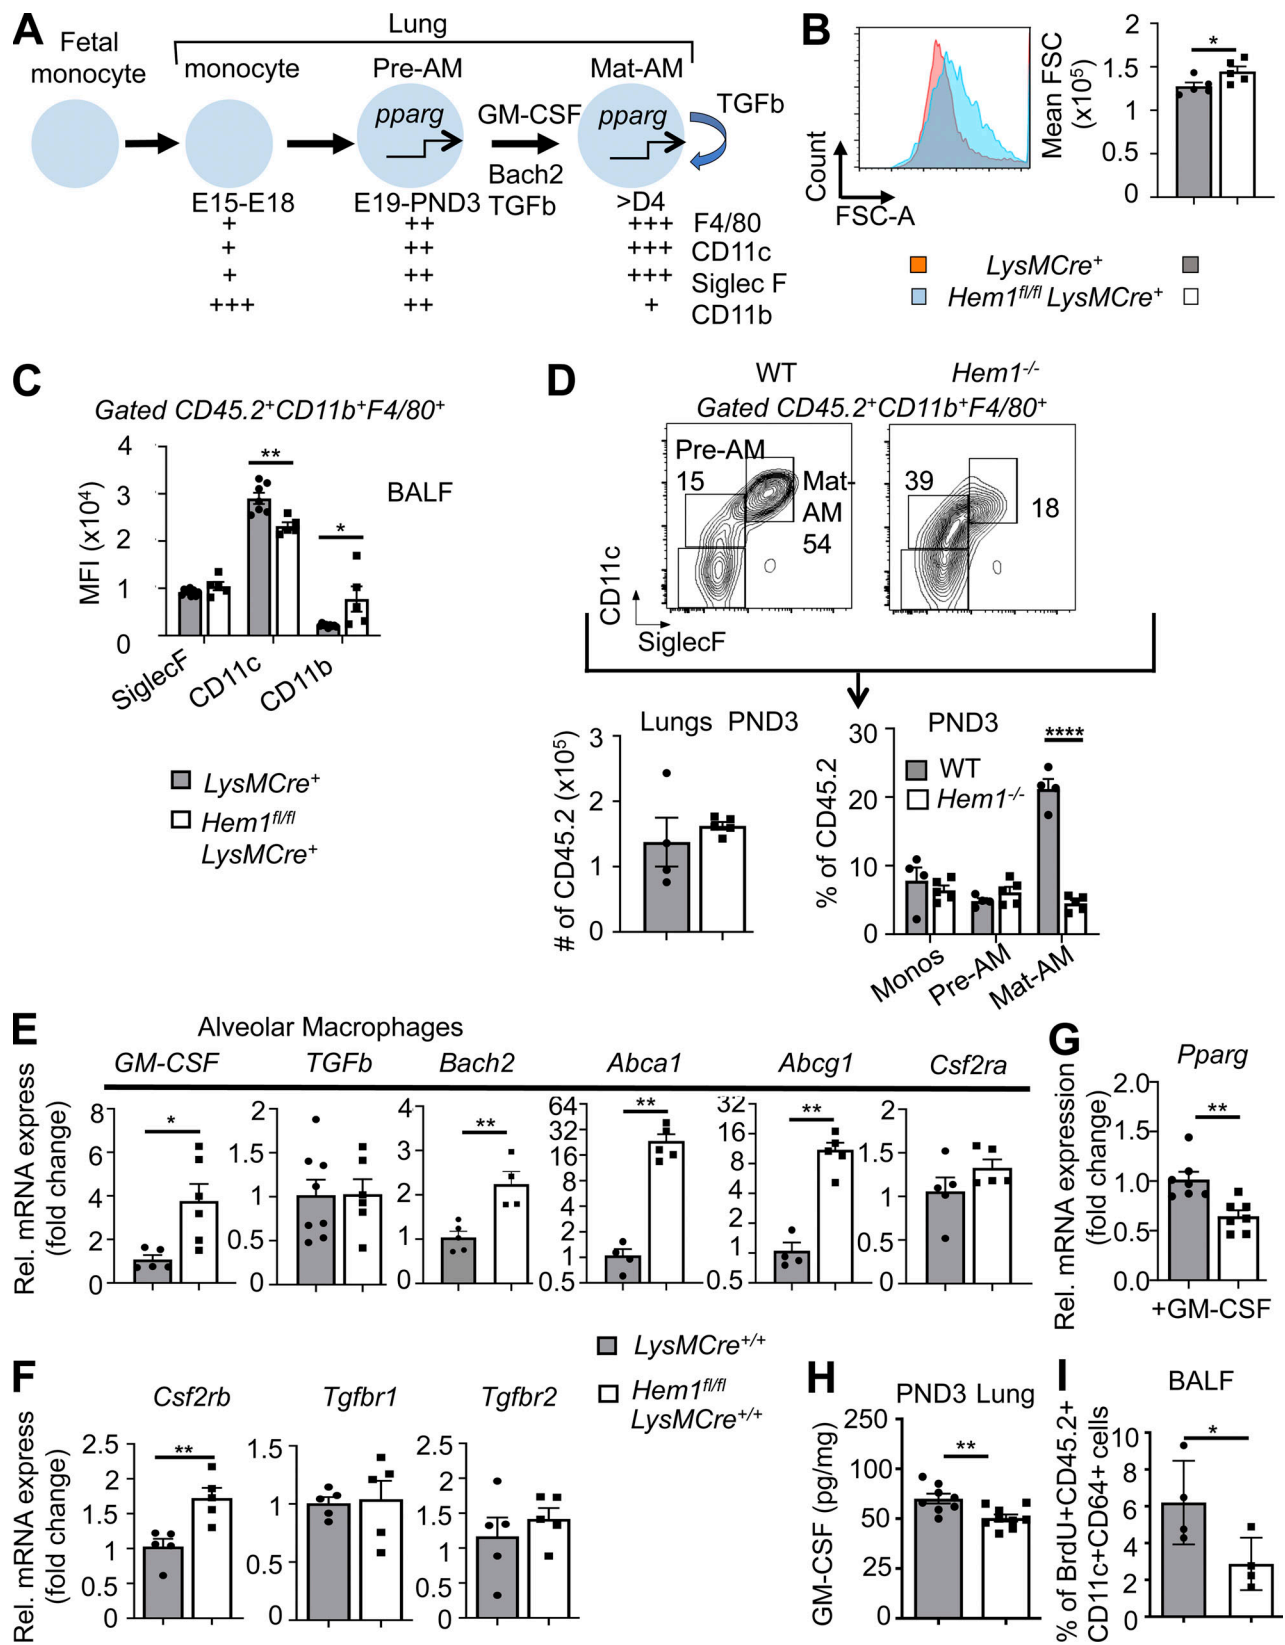 A
Lung
Fetal
monocyte
monocyte
Pre-AM
Mat-AM
pparg
GM-CSF
pparg
TGFb
Bach2
TGFb
E15-E18
E19-PND3
>D4
+ ++ +++ F4/80
+ ++ +++ CD11c
+ ++ +++ Siglec F
+++ ++ + CD11b
B
Count
FSC-A
Mean FSC
(x10⁵)
2
1.5
1
0.5
0
*
LysMCre⁺
Hem1ᶠˡ/ᶠˡ LysMCre⁺
C
Gated CD45.2⁺CD11b⁺F4/80⁺
BALF
MFI (x10⁴)
4
3
2
1
0
**
*
SiglecF
CD11c
CD11b
LysMCre⁺
Hem1ᶠˡ/ᶠˡ
LysMCre⁺
D
WT
Hem1⁻/⁻
Gated CD45.2⁺CD11b⁺F4/80⁺
Pre-AM
15
Mat-
AM
54
39
18
CD11c
SiglecF
Lungs PND3
# of CD45.2 (x10⁵)
3
2
1
0
PND3
% of CD45.2
30
20
10
0
WT
Hem1⁻/⁻
****
Monos
Pre-AM
Mat-AM
E
Alveolar Macrophages
GM-CSF
TGFb
Bach2
Abca1
Abcg1
Csf2ra
Rel. mRNA express
(fold change)
8
6
4
2
0
*
2
1.5
1
0.5
0
4
3
2
1
0
**
64
32
16
8
4
2
1
0.5
**
32
16
8
4
2
1
0.5
**
2
1.5
1
0.5
0
LysMCre⁺/⁺
Hem1ᶠˡ/ᶠˡ
LysMCre⁺/⁺
G
Pparg
Rel. mRNA expression
(fold change)
2.0
1.5
1.0
0.5
0.0
**
+GM-CSF
F
Csf2rb
Tgfbr1
Tgfbr2
Rel. mRNA express
(fold change)
2.5
2
1.5
1
0.5
0
**
1.5
1
0.5
0
2.5
2
1.5
1
0.5
0
H
PND3 Lung
GM-CSF (pg/mg)
250
100
50
25
0
**
I
BALF
% of BrdU+CD45.2+
CD11c+CD64+ cells
10
8
6
4
2
0
*